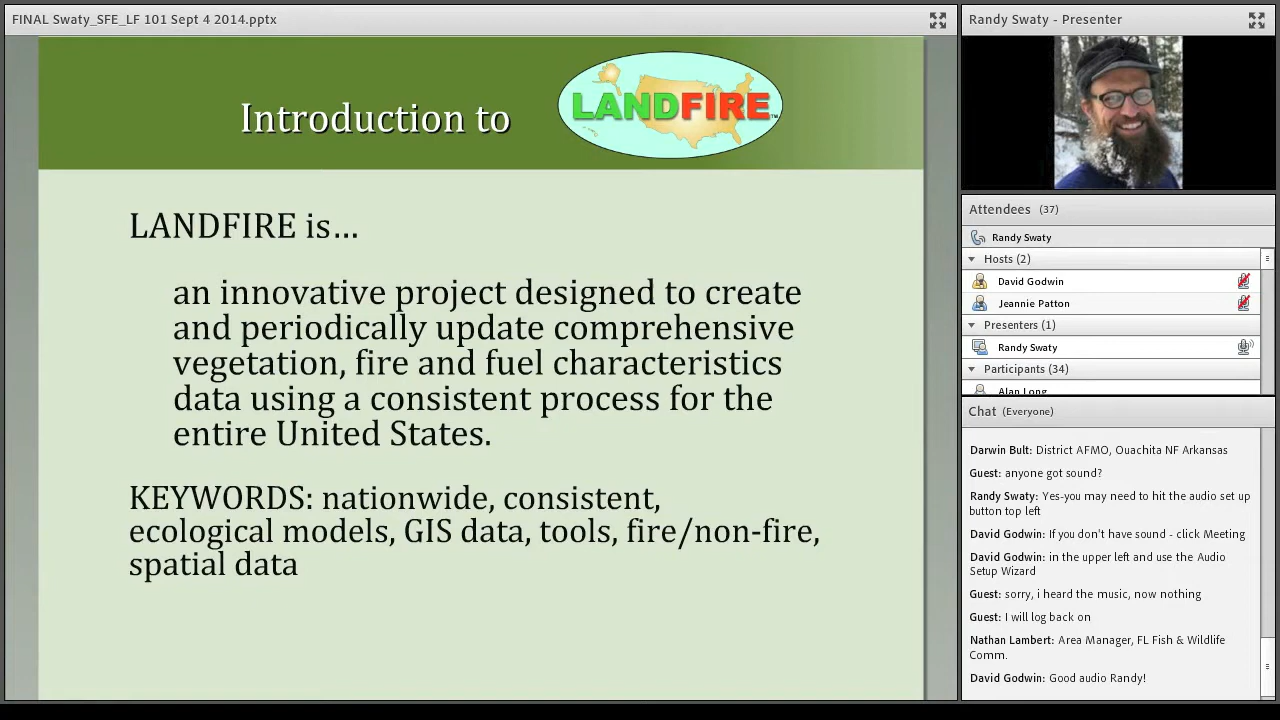 FINAL Swaty_SFE_LF 101 Sept 4 2014.pptx
Introduction to
LANDFIRE™
LANDFIRE is…
an innovative project designed to create
and periodically update comprehensive
vegetation, fire and fuel characteristics
data using a consistent process for the
entire United States.
KEYWORDS: nationwide, consistent,
ecological models, GIS data, tools, fire/non-fire,
spatial data
Randy Swaty - Presenter
Attendees (37)
Randy Swaty
Hosts (2)
David Godwin
Jeannie Patton
Presenters (1)
Randy Swaty
Participants (34)
Alan Long
Chat (Everyone)
Darwin Bult: District AFMO, Ouachita NF Arkansas
Guest: anyone got sound?
Randy Swaty: Yes-you may need to hit the audio set up
button top left
David Godwin: If you don't have sound - click Meeting
David Godwin: in the upper left and use the Audio
Setup Wizard
Guest: sorry, i heard the music, now nothing
Guest: I will log back on
Nathan Lambert: Area Manager, FL Fish & Wildlife
Comm.
David Godwin: Good audio Randy!